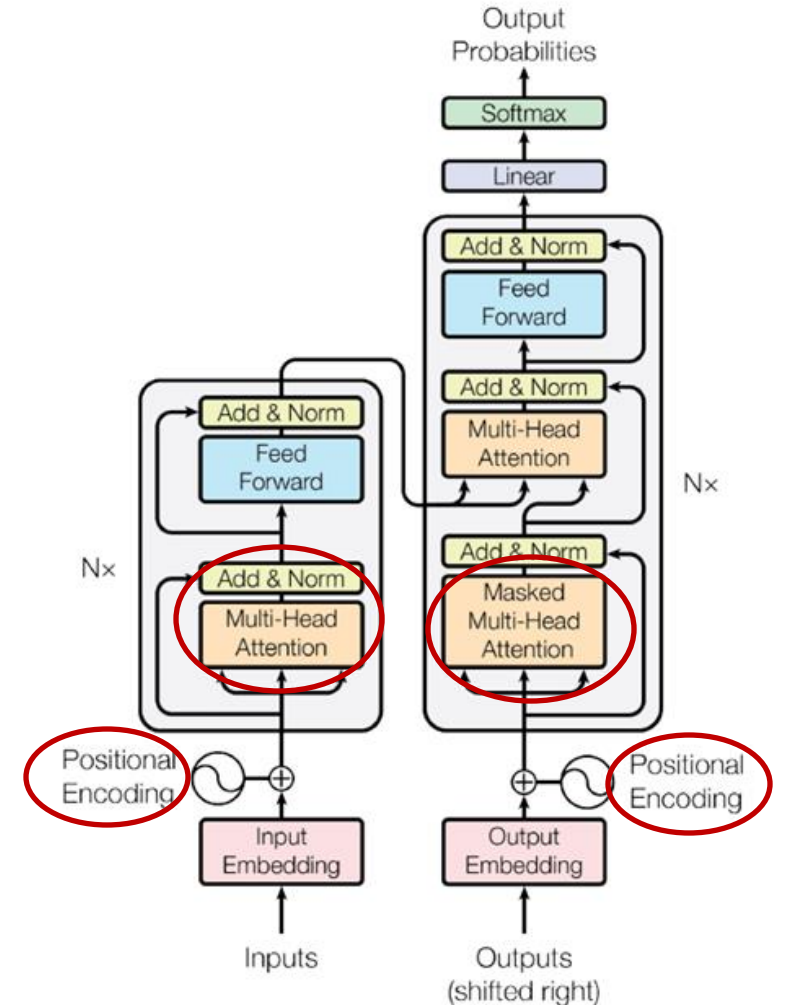 Output
Probabilities
Softmax
Linear
Add & Norm
Feed
Forward
Add & Norm
Multi-Head
Attention
Nx
Add & Norm
Masked
Multi-Head
Attention
Positional
Encoding
Output
Embedding
Outputs
(shifted right)
Add & Norm
Feed
Forward
Nx
Add & Norm
Multi-Head
Attention
Positional
Encoding
Input
Embedding
Inputs